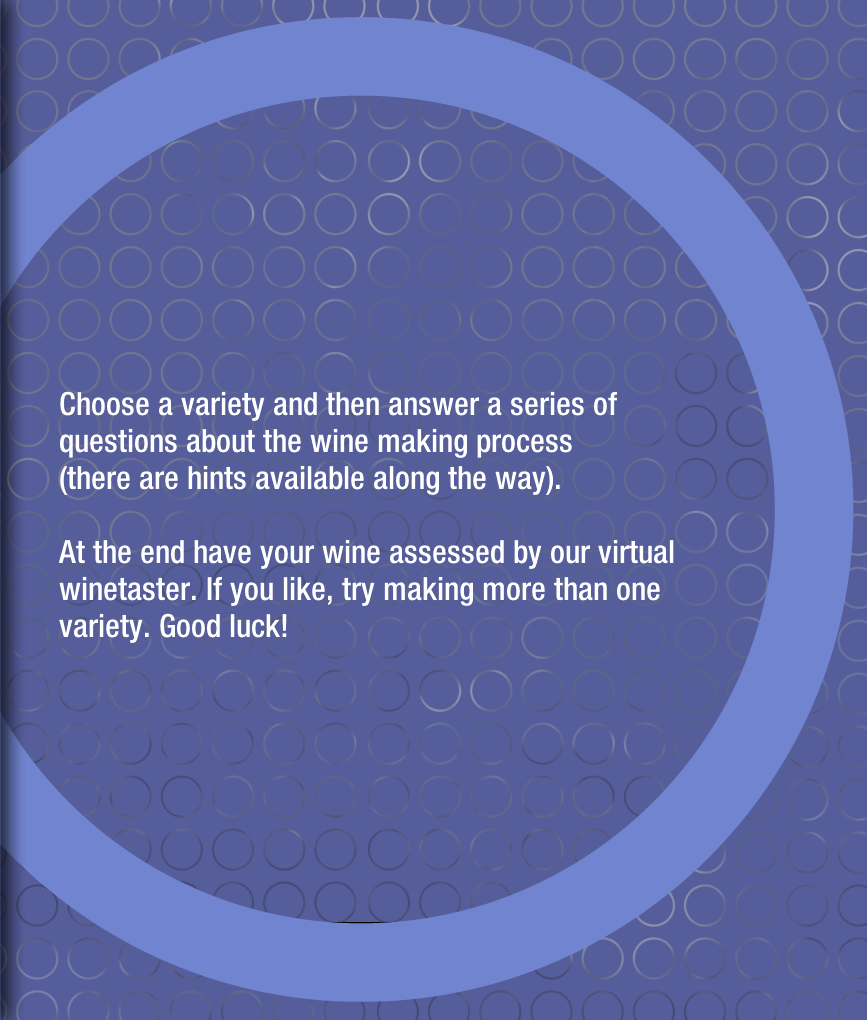 Choose a variety and then answer a series of
questions about the wine making process
(there are hints available along the way).
At the end have your wine assessed by our virtual
winetaster. If you like, try making more than one
variety. Good luck!